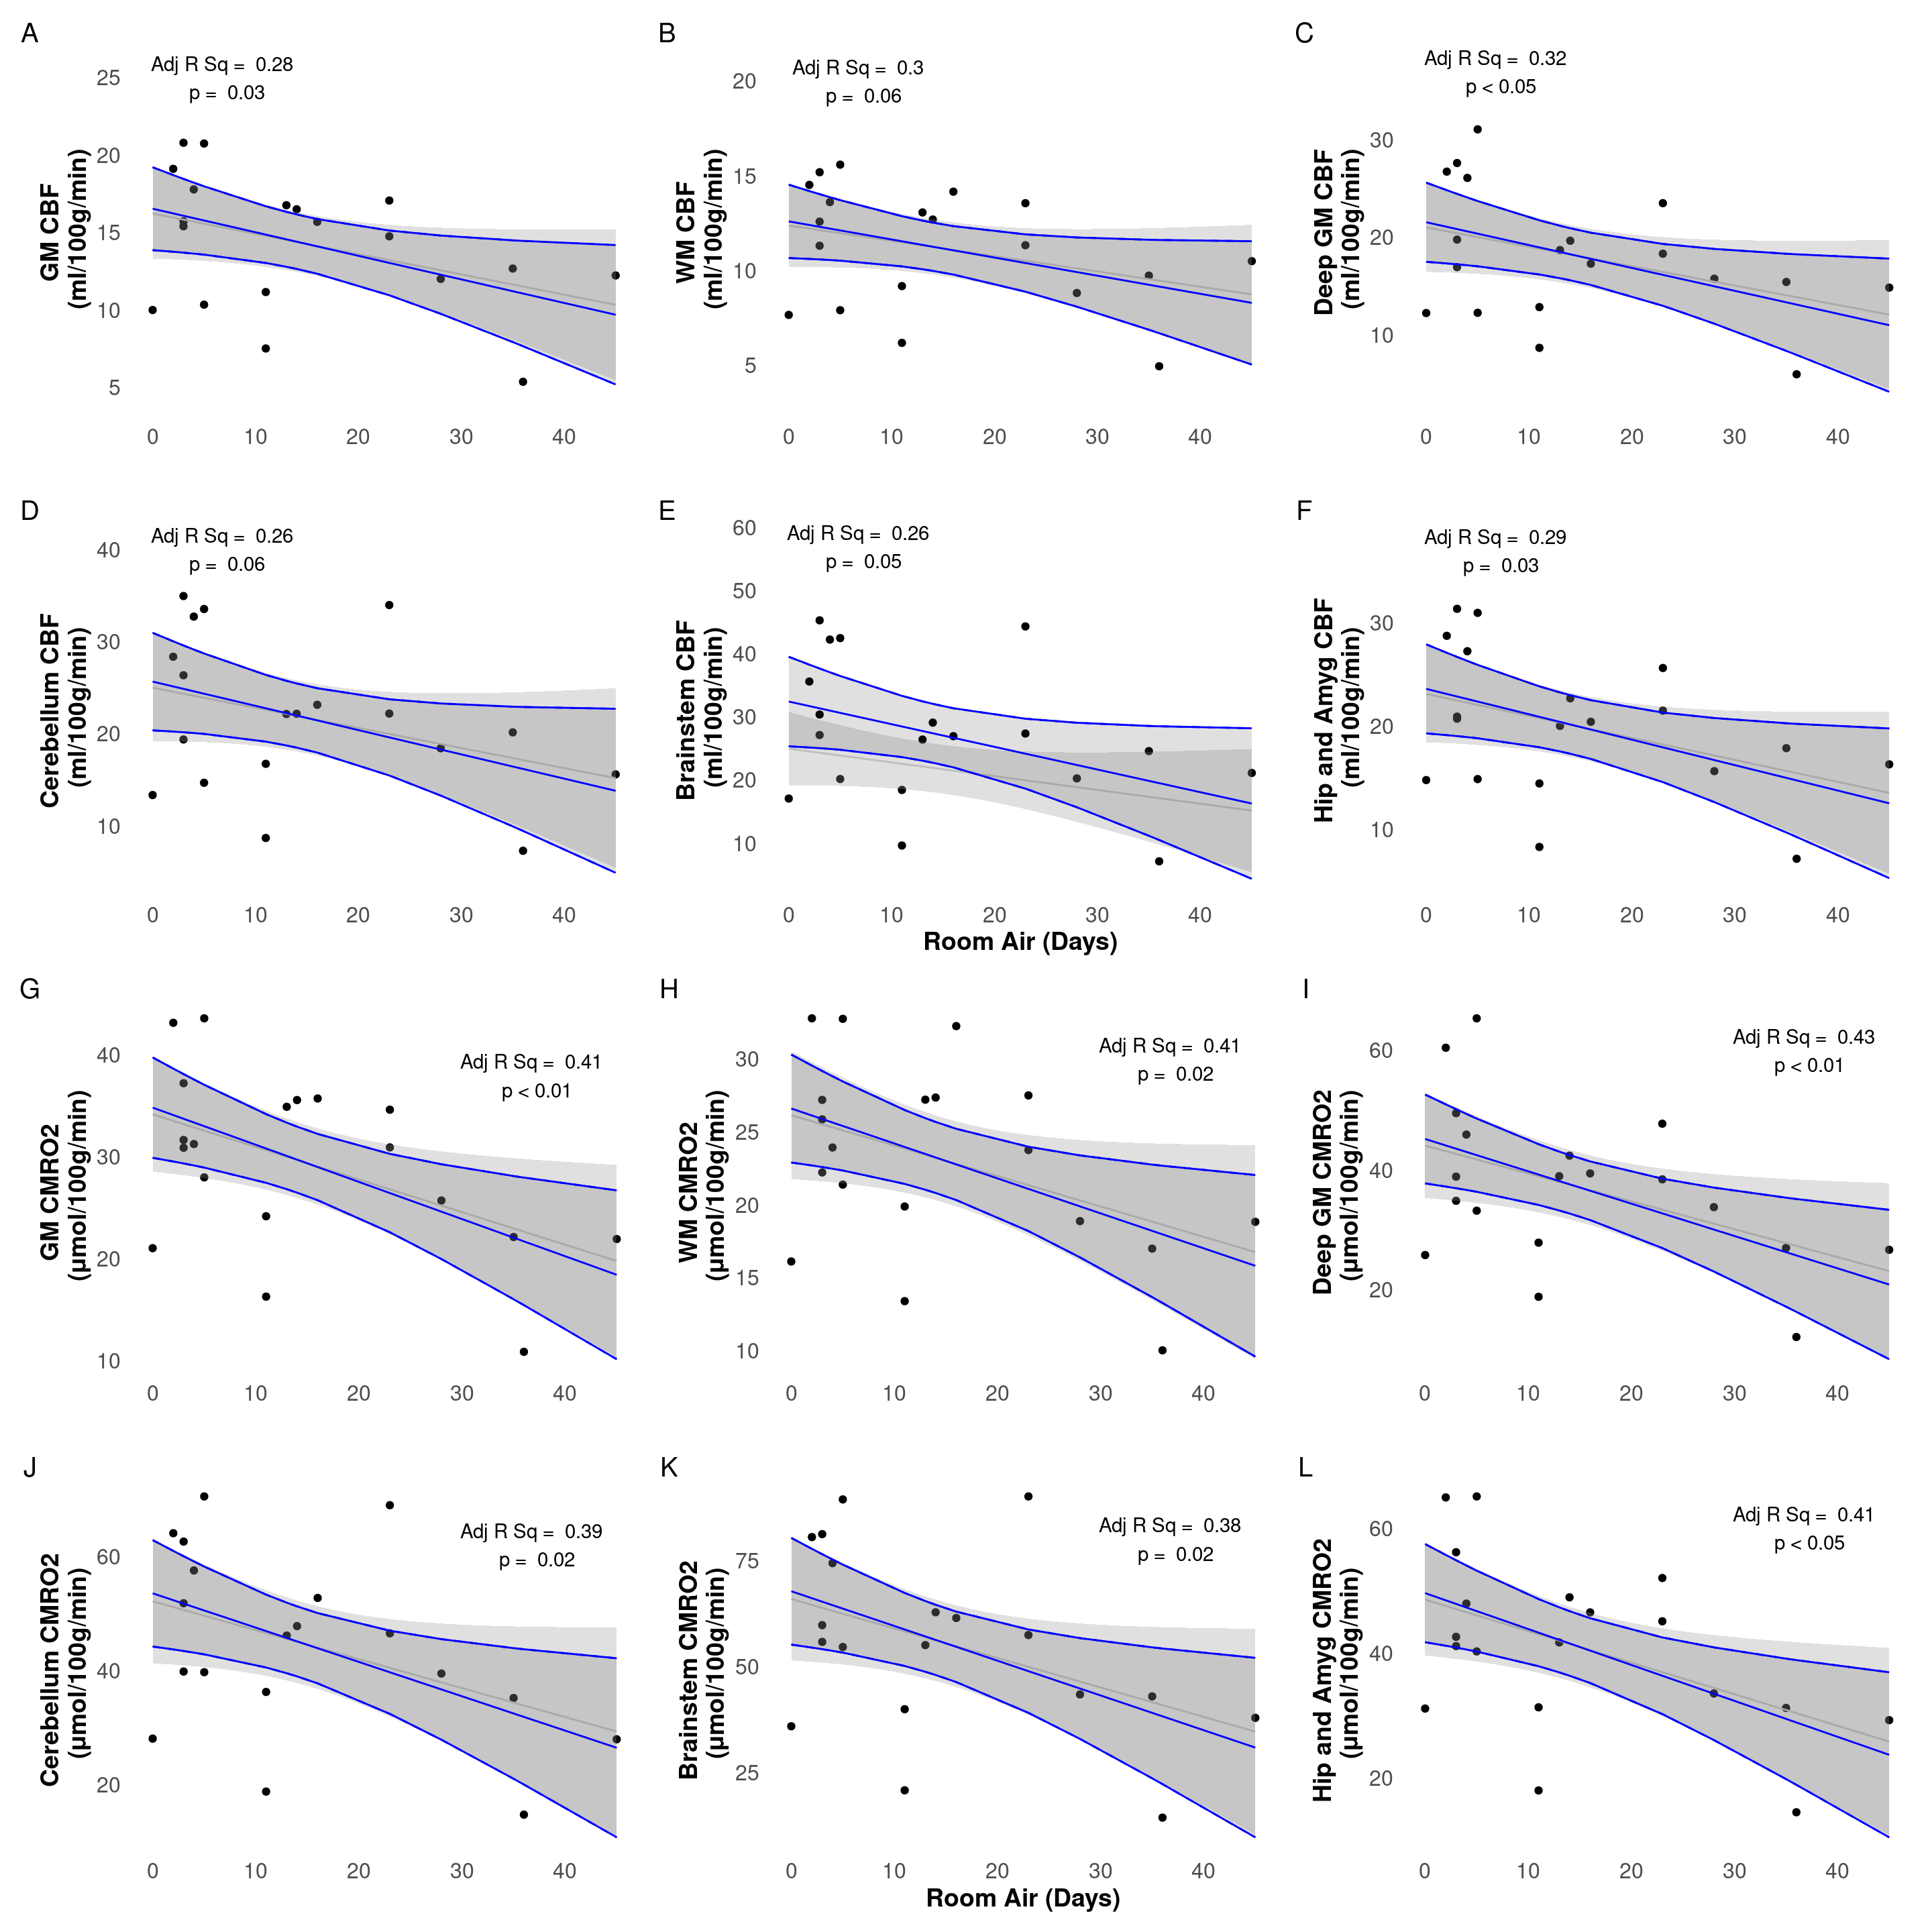 A
Adj R Sq = 0.28
p = 0.03
GM CBF
(ml/100g/min)
25
20
15
10
5
0 10 20 30 40
B
Adj R Sq = 0.3
p = 0.06
WM CBF
(ml/100g/min)
20
15
10
5
0 10 20 30 40
C
Adj R Sq = 0.32
p < 0.05
Deep GM CBF
(ml/100g/min)
30
20
10
0 10 20 30 40
D
Adj R Sq = 0.26
p = 0.06
Cerebellum CBF
(ml/100g/min)
40
30
20
10
0 10 20 30 40
E
Adj R Sq = 0.26
p = 0.05
Brainstem CBF
(ml/100g/min)
60
50
40
30
20
10
0 10 20 30 40
Room Air (Days)
F
Adj R Sq = 0.29
p = 0.03
Hip and Amyg CBF
(ml/100g/min)
30
20
10
0 10 20 30 40
G
Adj R Sq = 0.41
p < 0.01
GM CMRO2
(µmol/100g/min)
40
30
20
10
0 10 20 30 40
H
Adj R Sq = 0.41
p = 0.02
WM CMRO2
(µmol/100g/min)
30
25
20
15
10
0 10 20 30 40
I
Adj R Sq = 0.43
p < 0.01
Deep GM CMRO2
(µmol/100g/min)
60
40
20
0 10 20 30 40
J
Adj R Sq = 0.39
p = 0.02
Cerebellum CMRO2
(µmol/100g/min)
60
40
20
0 10 20 30 40
K
Adj R Sq = 0.38
p = 0.02
Brainstem CMRO2
(µmol/100g/min)
75
50
25
0 10 20 30 40
Room Air (Days)
L
Adj R Sq = 0.41
p < 0.05
Hip and Amyg CMRO2
(µmol/100g/min)
60
40
20
0 10 20 30 40